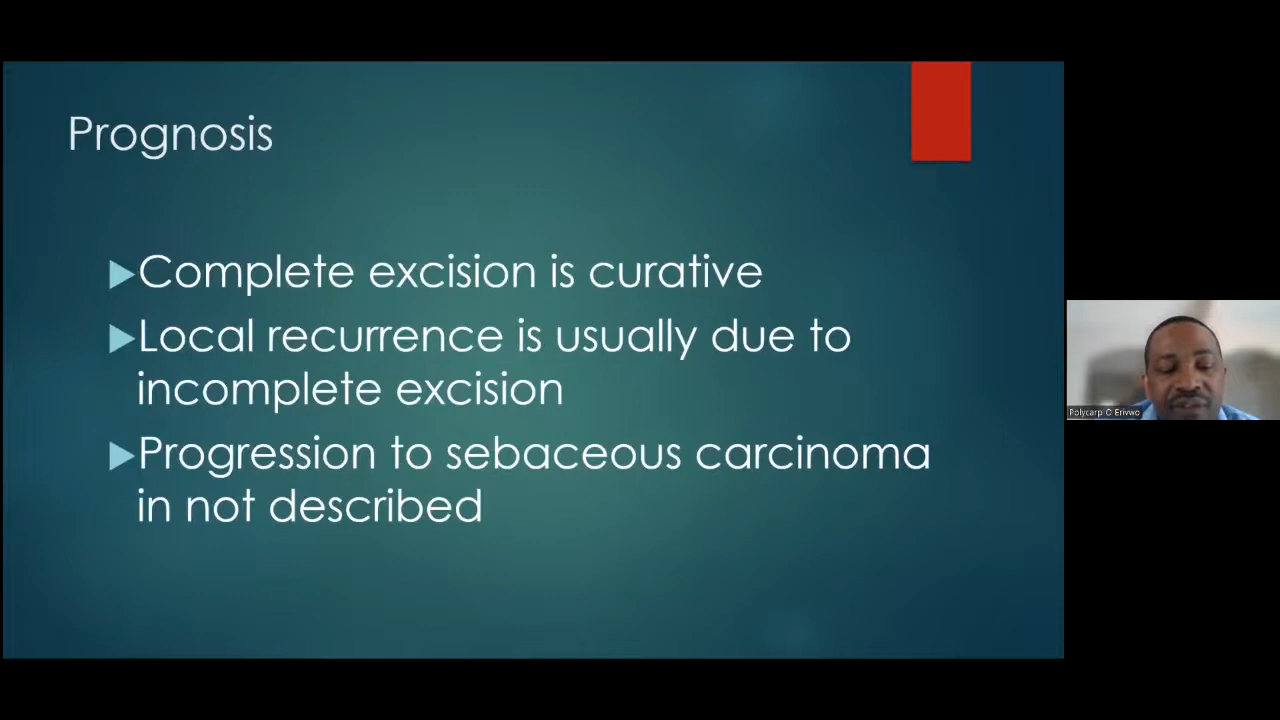 Prognosis
Complete excision is curative
Local recurrence is usually due to
incomplete excision
Progression to sebaceous carcinoma
in not described
Polycarp O Erivwo